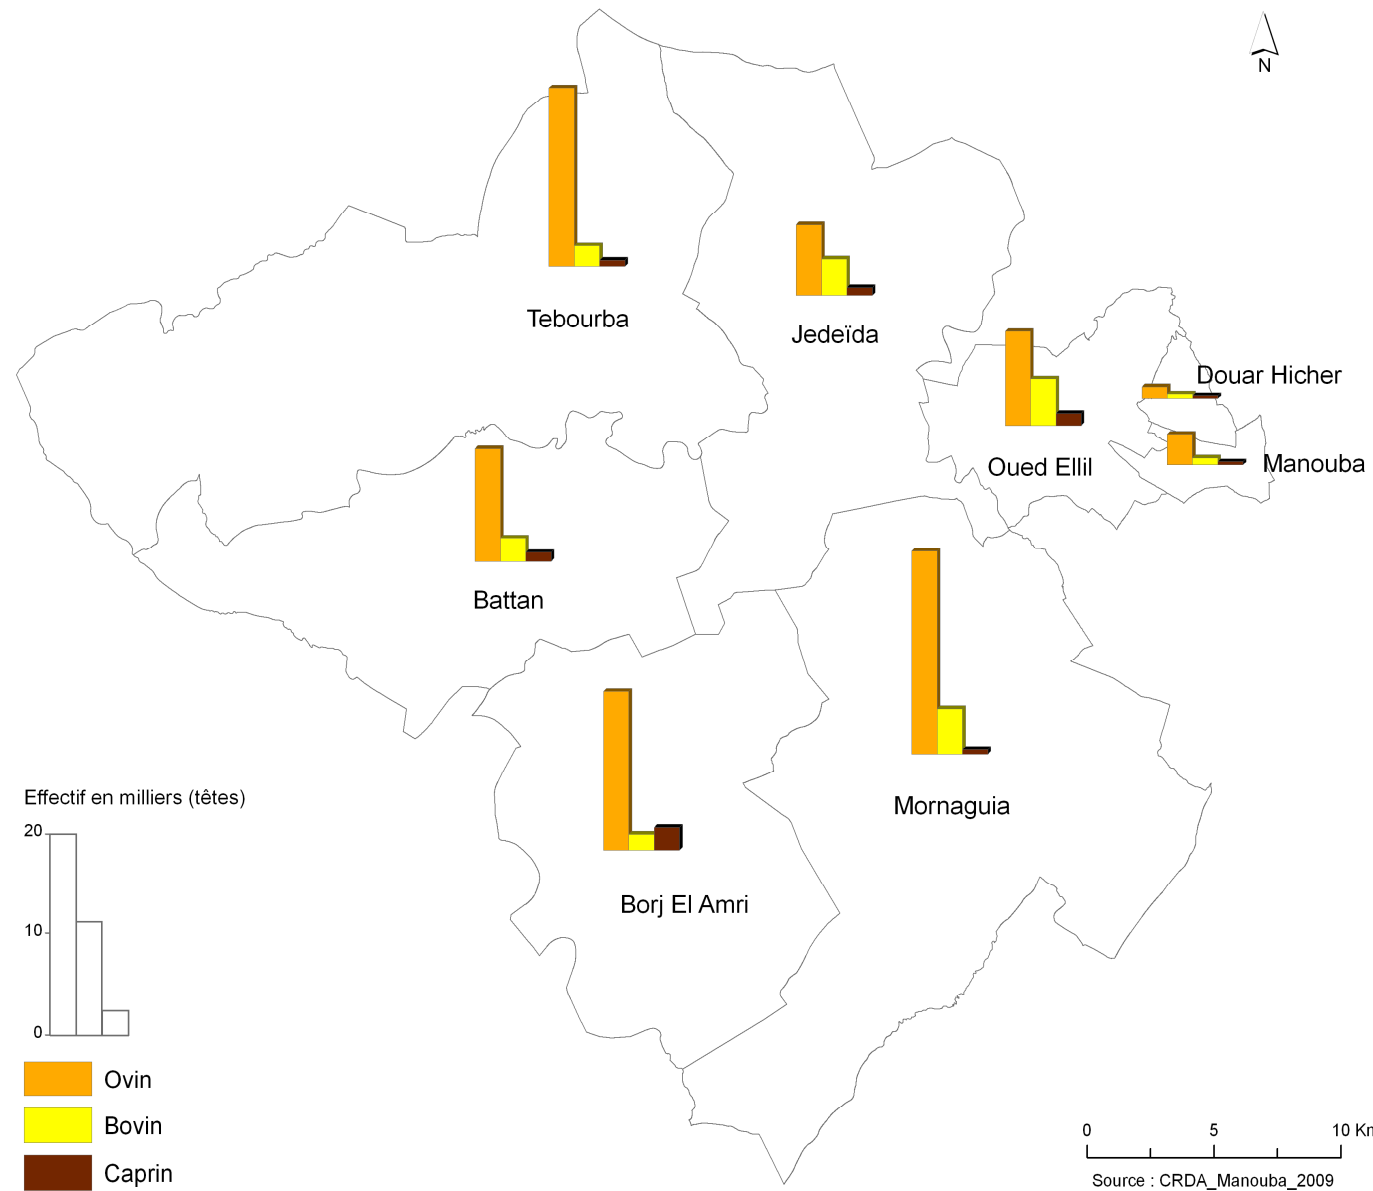 N
Tebourba
Jedeïda
Douar Hicher
Oued Ellil
Manouba
Battan
Mornaguia
Borj El Amri
Effectif en milliers (têtes)
20
10
0
Ovin
Bovin
Caprin
0 5 10 Km
Source : CRDA_Manouba_2009